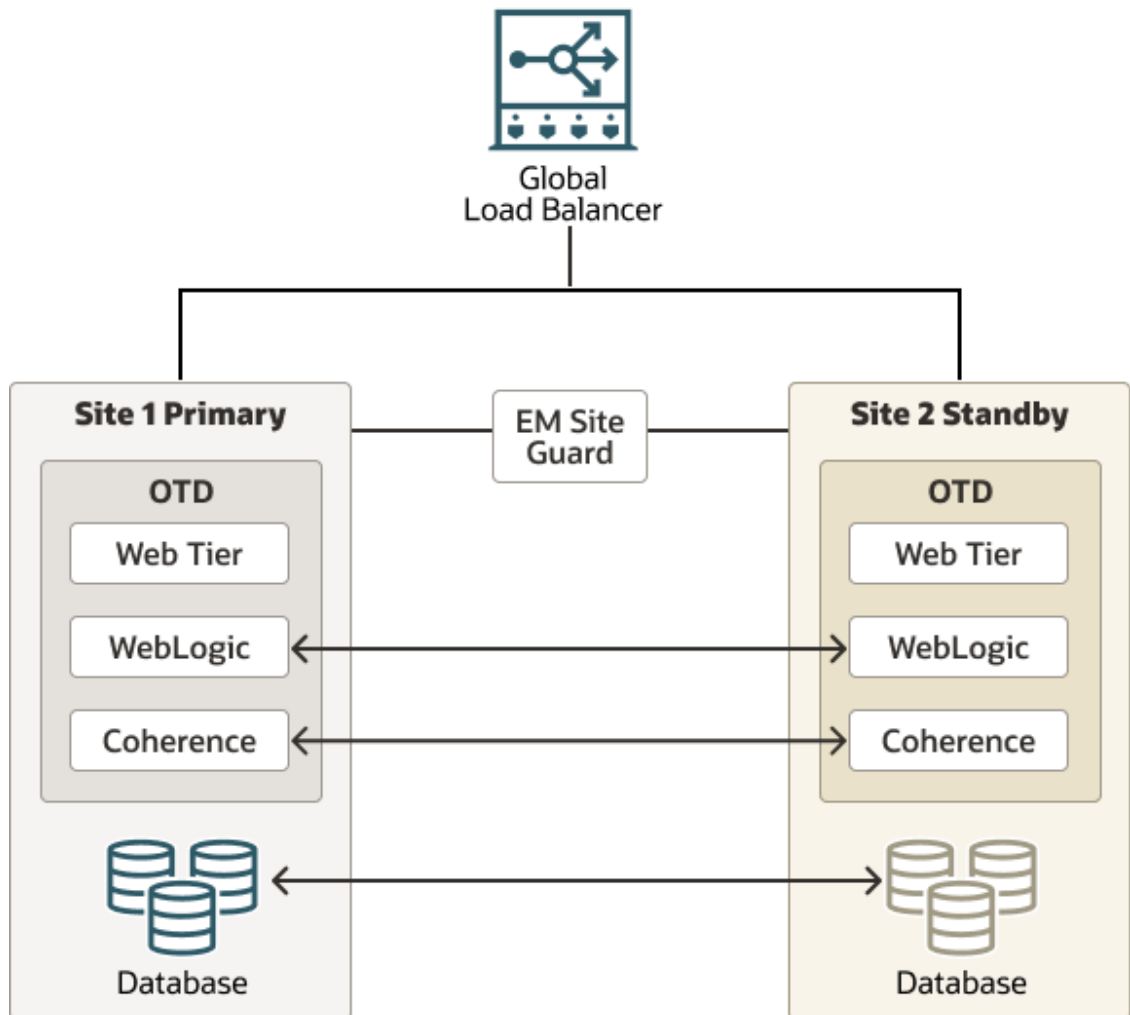 Global
Load Balancer
Site 1 Primary
EM Site
Guard
Site 2 Standby
OTD
OTD
Web Tier
Web Tier
WebLogic
WebLogic
Coherence
Coherence
Database
Database